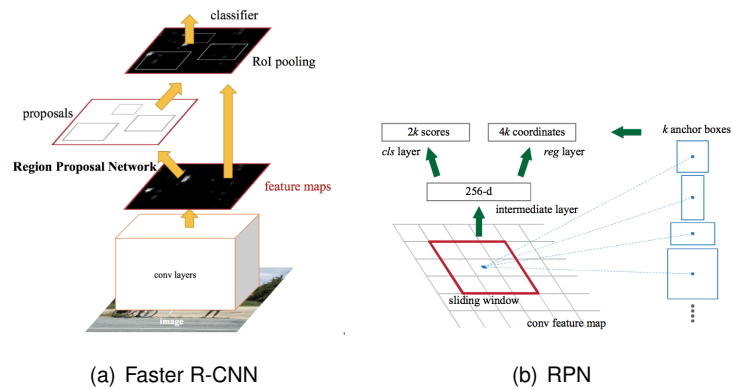 classifier
RoI pooling
proposals
Region Proposal Network
feature maps
conv layers
image
(a) Faster R-CNN
2k scores
4k coordinates
k anchor boxes
cls layer
reg layer
256-d
intermediate layer
sliding window
conv feature map
(b) RPN